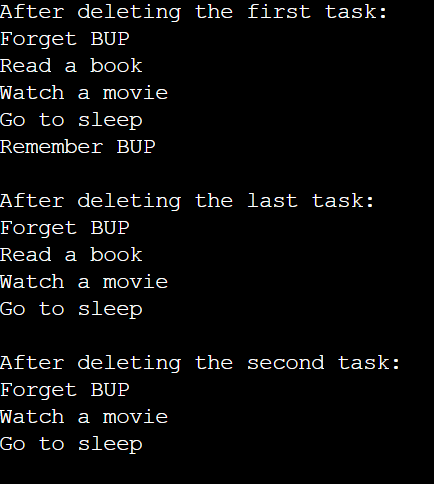 After deleting the first task:
Forget BUP
Read a book
Watch a movie
Go to sleep
Remember BUP
After deleting the last task:
Forget BUP
Read a book
Watch a movie
Go to sleep
After deleting the second task:
Forget BUP
Watch a movie
Go to sleep